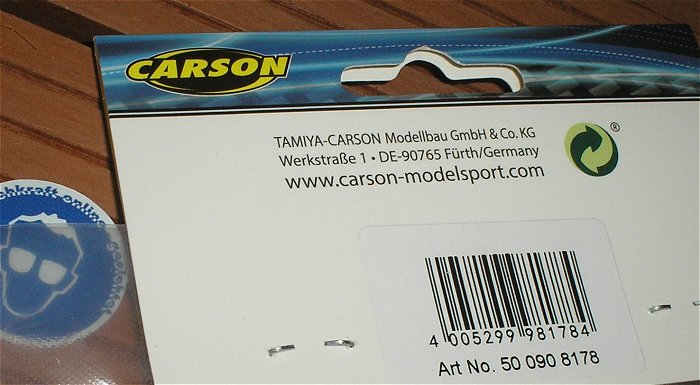 CARSON
TAMIYA-CARSON Modellbau GmbH & Co. KG
Werkstraße 1 • DE-90765 Fürth/Germany
www.carson-modelsport.com
®
4 005299 981784
Art No. 50 090 8178